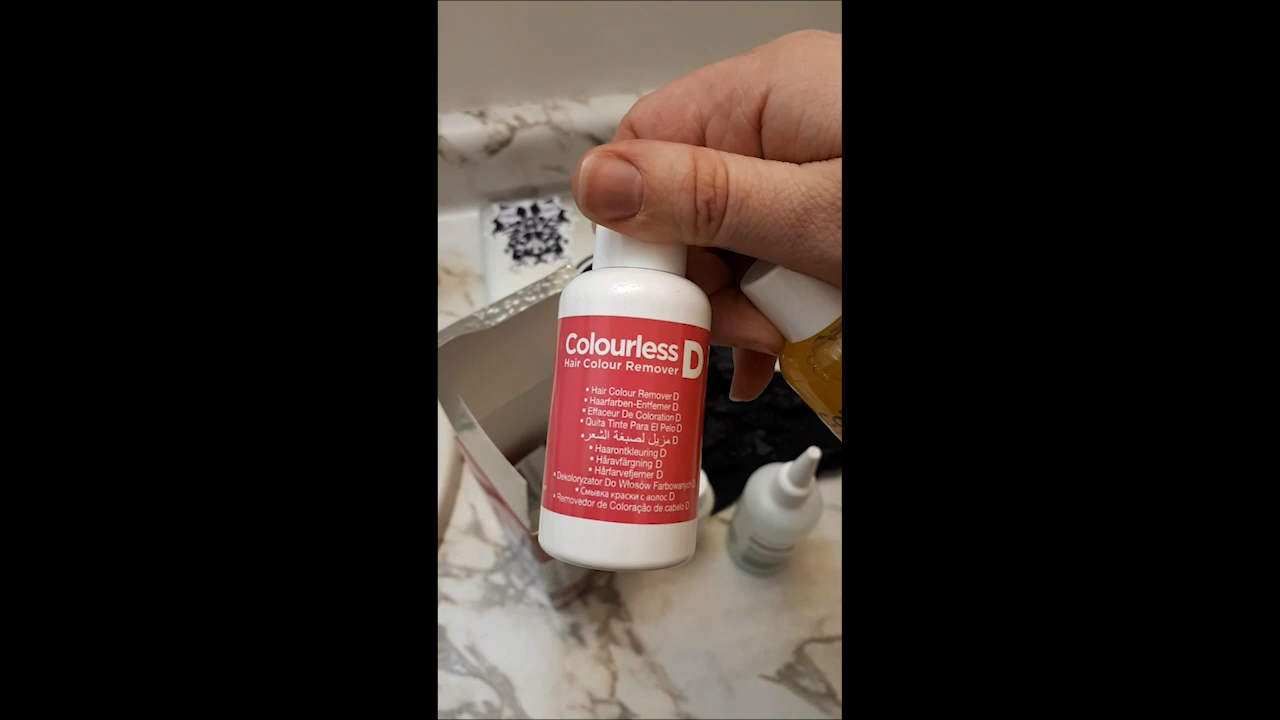 Colourless D
Hair Colour Remover
• Hair Colour Remover D
• Haarfarben-Entferner D
• Effaceur De Coloration D
• Quita Tinte Para El Pelo D
• مزيل لصبغة الشعره D
• Haarontkleuring D
• Håravfärgning D
• Hårfarvefjerner D
• Dekoloryzator Do Włosów Farbowanych D
• Смывка краски с волос D
• Removedor de Coloração de cabelo D